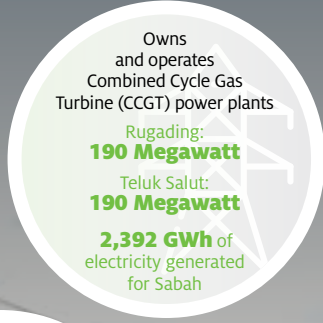 Owns
and operates
Combined Cycle Gas
Turbine (CCGT) power plants
Rugading:
190 Megawatt
Teluk Salut:
190 Megawatt
2,392 GWh of
electricity generated
for Sabah